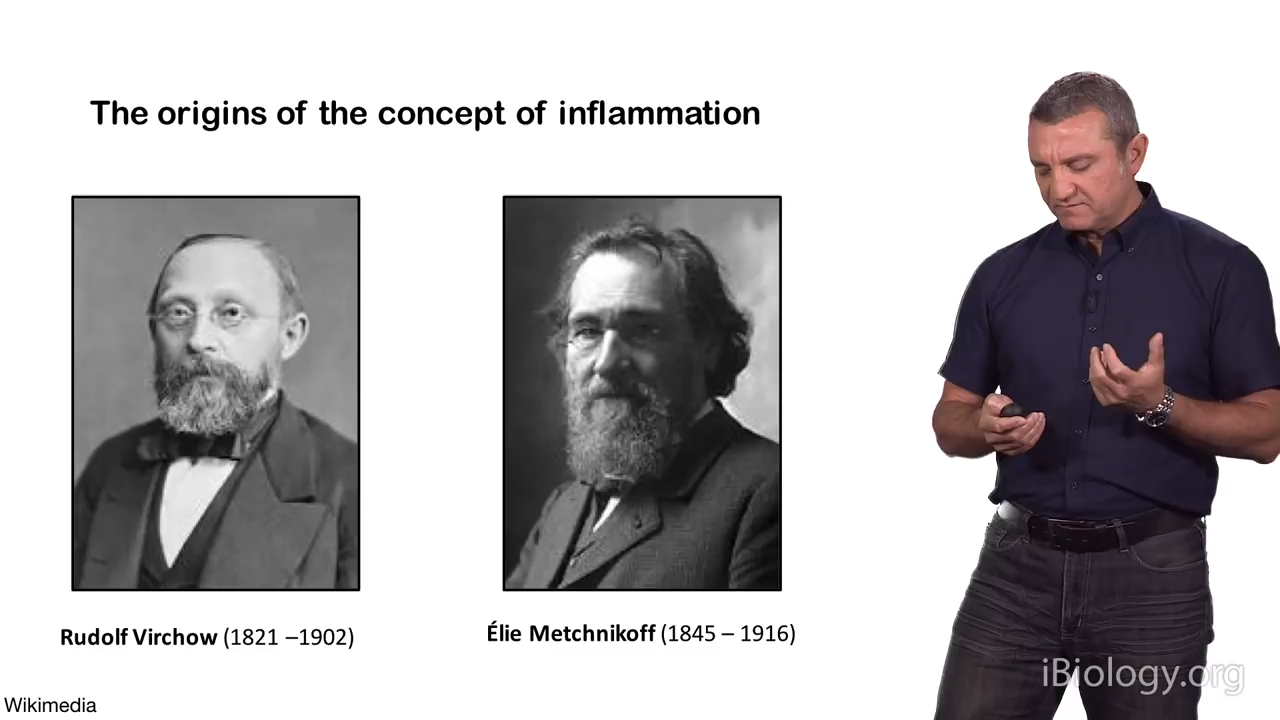 The origins of the concept of inflammation
Rudolf Virchow (1821 –1902)
Élie Metchnikoff (1845 – 1916)
iBiology.org
Wikimedia